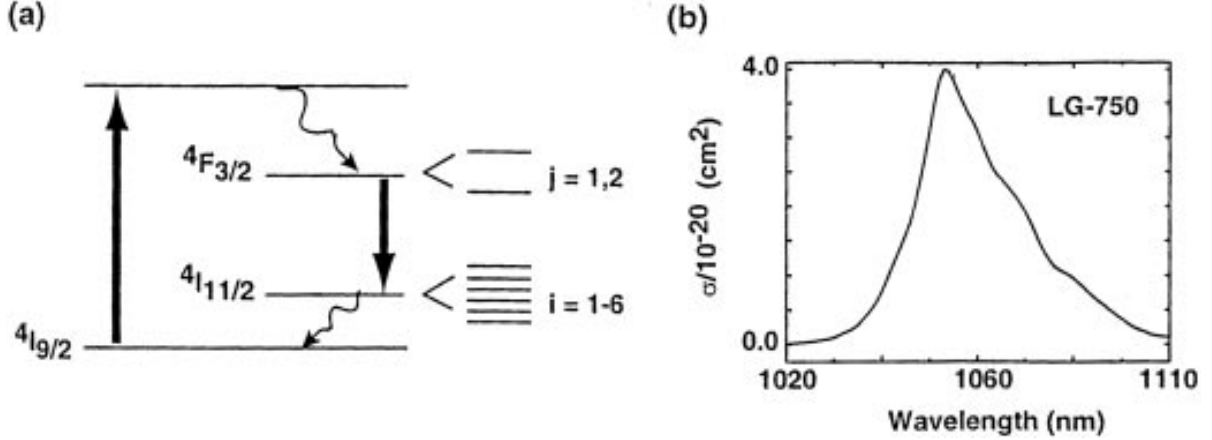 (a)
4F3/2
j = 1,2
4I11/2
i = 1-6
4I9/2
(b)
4.0
LG-750
σ/10-20 (cm2)
0.0
1020
1060
1110
Wavelength (nm)